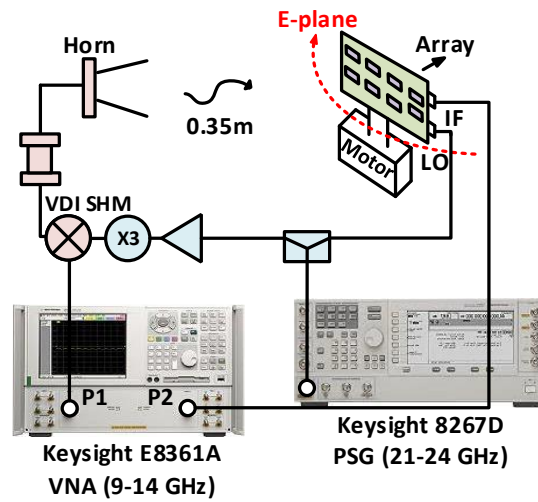 E-plane
Horn
Array
0.35m
IF
LO
Motor
VDI SHM
X3
P1
P2
Keysight E8361A
VNA (9-14 GHz)
Keysight 8267D
PSG (21-24 GHz)